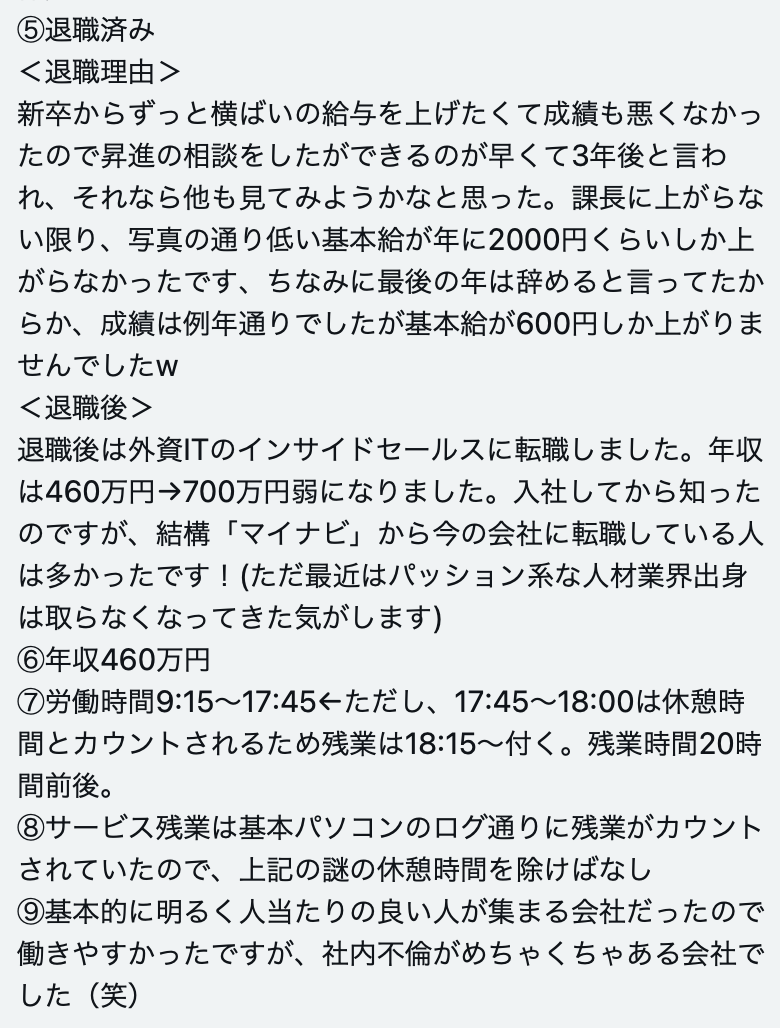 ⑤退職済み
＜退職理由＞
新卒からずっと横ばいの給与を上げたくて成績も悪くなかっ
たので昇進の相談をしたができるのが早くて3年後と言わ
れ、それなら他も見てみようかなと思った。課長に上がらな
い限り、写真の通り低い基本給が年に2000円くらいしか上
がらなかったです、ちなみに最後の年は辞めると言ってたか
らか、成績は例年通りでしたが基本給が600円しか上がりま
せんでしたw
＜退職後＞
退職後は外資ITのインサイドセールスに転職しました。年収
は460万円→700万円弱になりました。入社してから知った
のですが、結構「マイナビ」から今の会社に転職している人
は多かったです！(ただ最近はパッション系な人材業界出身
は取らなくなってきた気がします)
⑥年収460万円
⑦労働時間9:15〜17:45←ただし、17:45〜18:00は休憩時
間とカウントされるため残業は18:15〜付く。残業時間20時
間前後。
⑧サービス残業は基本パソコンのログ通りに残業がカウント
されていたので、上記の謎の休憩時間を除けばなし
⑨基本的に明るく人当たりの良い人が集まる会社だったので
働きやすかったですが、社内不倫がめちゃくちゃある会社で
した（笑）